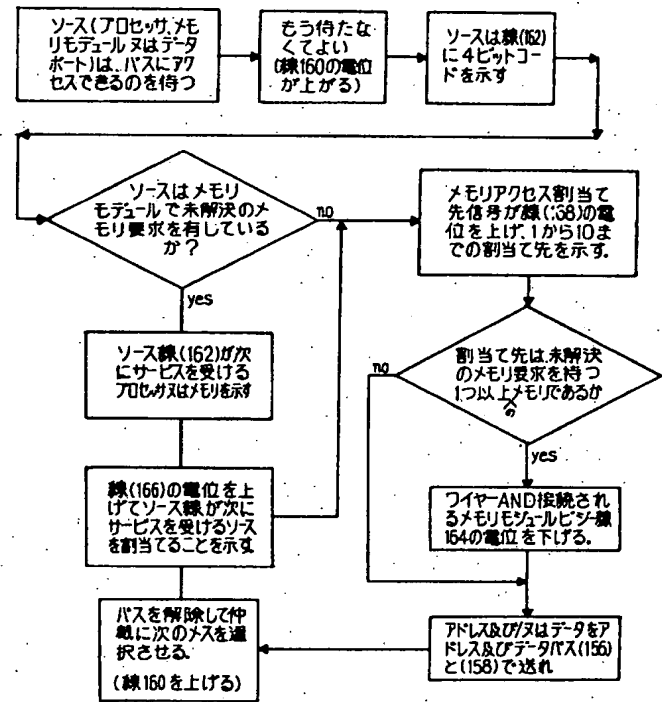 ソース(プロセッサ、メモ
リモデュール又はデータ
ポート)は、バスにアク
セスできるのを待つ
もう待たな
くてよい
(線160の電位
が上がる)
ソースは線(162)
に4ビットコー
ドを示す
ソースはメモリ
モデュールで未解決のメ
モリ要求を有している
か?
no
yes
メモリアクセス割当て
先信号が線(168)の電
位を上げ、1から10ま
での割当て先を示す。
ソース線(162)が次
にサービスを受ける
プロセサ又はメモリを示す
割当て先は、未解決
のメモリ要求を持つ
1つ以上メモリであるか
の
no
yes
線(166)の電位を上
げてソース線が次に
サービスを受けるソース
を割当てることを示す
ワイヤーAND接続され
るメモリモジュールビジー線
164の電位を下げる。
バスを解除して仲
裁に次のメスを選
択させる.
(線160を上げる)
アドレス及び/又はデータをア
ドレス及びデータバス(156)
と(158)で送れ